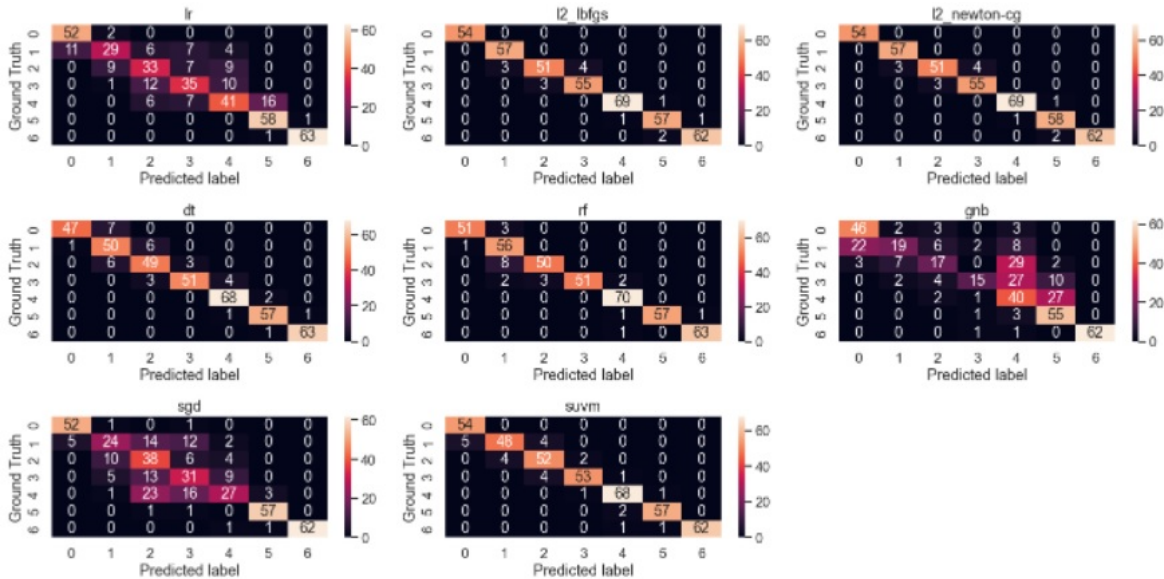 lr
Ground Truth
0 52 2 0 0 0 0 0
1 11 29 6 7 4 0 0
2 0 9 33 7 9 0 0
3 0 1 12 35 10 0 0
4 0 0 6 7 41 16 0
5 0 0 0 0 0 58 1
6 0 0 0 0 0 1 63
0 1 2 3 4 5 6
Predicted label
60
40
20
0
l2_lbfgs
Ground Truth
0 54 0 0 0 0 0 0
1 0 57 0 0 0 0 0
2 0 3 51 4 0 0 0
3 0 0 3 55 0 0 0
4 0 0 0 0 69 1 0
5 0 0 0 0 1 57 1
6 0 0 0 0 0 2 62
0 1 2 3 4 5 6
Predicted label
60
40
20
0
l2_newton-cg
Ground Truth
0 54 0 0 0 0 0 0
1 0 57 0 0 0 0 0
2 0 3 51 4 0 0 0
3 0 0 3 55 0 0 0
4 0 0 0 0 69 1 0
5 0 0 0 0 1 58 0
6 0 0 0 0 0 2 62
0 1 2 3 4 5 6
Predicted label
60
40
20
0
dt
Ground Truth
0 47 7 0 0 0 0 0
1 1 50 6 0 0 0 0
2 0 6 49 3 0 0 0
3 0 0 3 51 4 0 0
4 0 0 0 0 68 2 0
5 0 0 0 0 1 57 1
6 0 0 0 0 0 1 63
0 1 2 3 4 5 6
Predicted label
60
40
20
0
rf
Ground Truth
0 51 3 0 0 0 0 0
1 1 56 0 0 0 0 0
2 0 8 50 0 0 0 0
3 0 2 3 51 2 0 0
4 0 0 0 0 70 0 0
5 0 0 0 0 1 57 1
6 0 0 0 0 1 0 63
0 1 2 3 4 5 6
Predicted label
60
40
20
0
gnb
Ground Truth
0 46 2 3 0 3 0 0
1 22 19 6 2 8 0 0
2 3 7 17 0 29 2 0
3 0 2 4 15 27 10 0
4 0 0 2 1 40 27 0
5 0 0 0 1 3 55 0
6 0 0 0 1 1 0 62
0 1 2 3 4 5 6
Predicted label
60
40
20
0
sgd
Ground Truth
0 52 1 0 1 0 0 0
1 5 24 14 12 2 0 0
2 0 10 38 6 4 0 0
3 0 5 13 31 9 0 0
4 0 1 23 16 27 3 0
5 0 0 1 1 0 57 0
6 0 0 0 0 1 1 62
0 1 2 3 4 5 6
Predicted label
60
40
20
0
suvm
Ground Truth
0 54 0 0 0 0 0 0
1 5 48 4 0 0 0 0
2 0 4 52 2 0 0 0
3 0 0 4 53 1 0 0
4 0 0 0 1 68 1 0
5 0 0 0 0 2 57 0
6 0 0 0 0 1 1 62
0 1 2 3 4 5 6
Predicted label
60
40
20
0